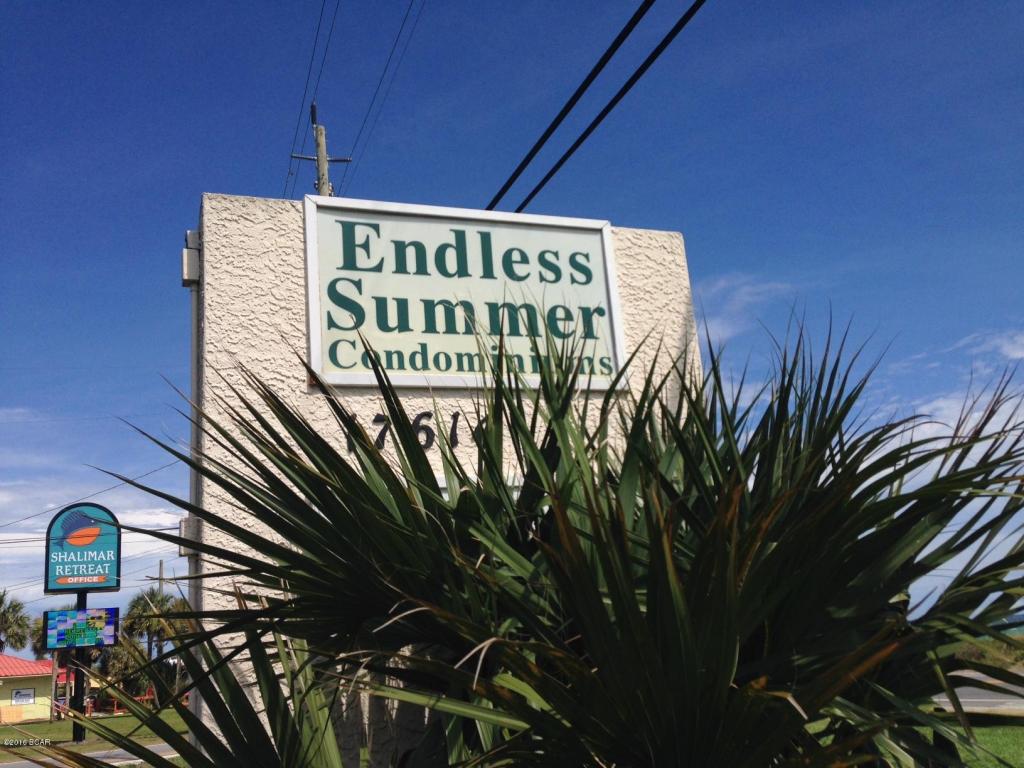 Endless
Summer
Condominiums
SHALIMAR
RETREAT
OFFICE
©2016 BCAR